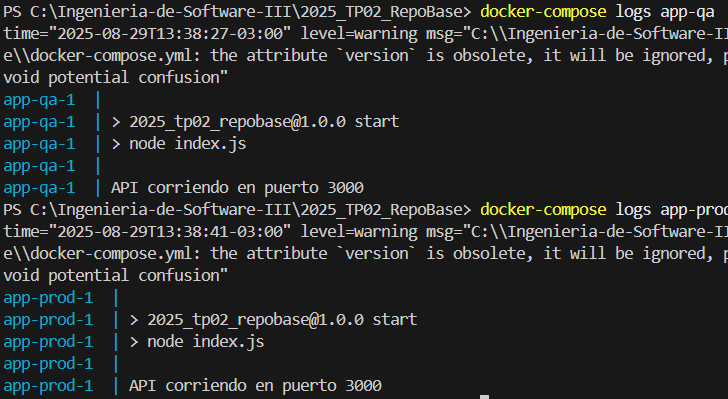 PS C:\Ingenieria-de-Software-III\2025_TP02_RepoBase> docker-compose logs app-qa
time="2025-08-29T13:38:27-03:00" level=warning msg="C:\\Ingenieria-de-Software-II
e\\docker-compose.yml: the attribute `version` is obsolete, it will be ignored, p
void potential confusion"
app-qa-1  |
app-qa-1  | > 2025_tp02_repobase@1.0.0 start
app-qa-1  | > node index.js
app-qa-1  |
app-qa-1  | API corriendo en puerto 3000
PS C:\Ingenieria-de-Software-III\2025_TP02_RepoBase> docker-compose logs app-prod
time="2025-08-29T13:38:41-03:00" level=warning msg="C:\\Ingenieria-de-Software-II
e\\docker-compose.yml: the attribute `version` is obsolete, it will be ignored, p
void potential confusion"
app-prod-1  |
app-prod-1  | > 2025_tp02_repobase@1.0.0 start
app-prod-1  | > node index.js
app-prod-1  |
app-prod-1  | API corriendo en puerto 3000